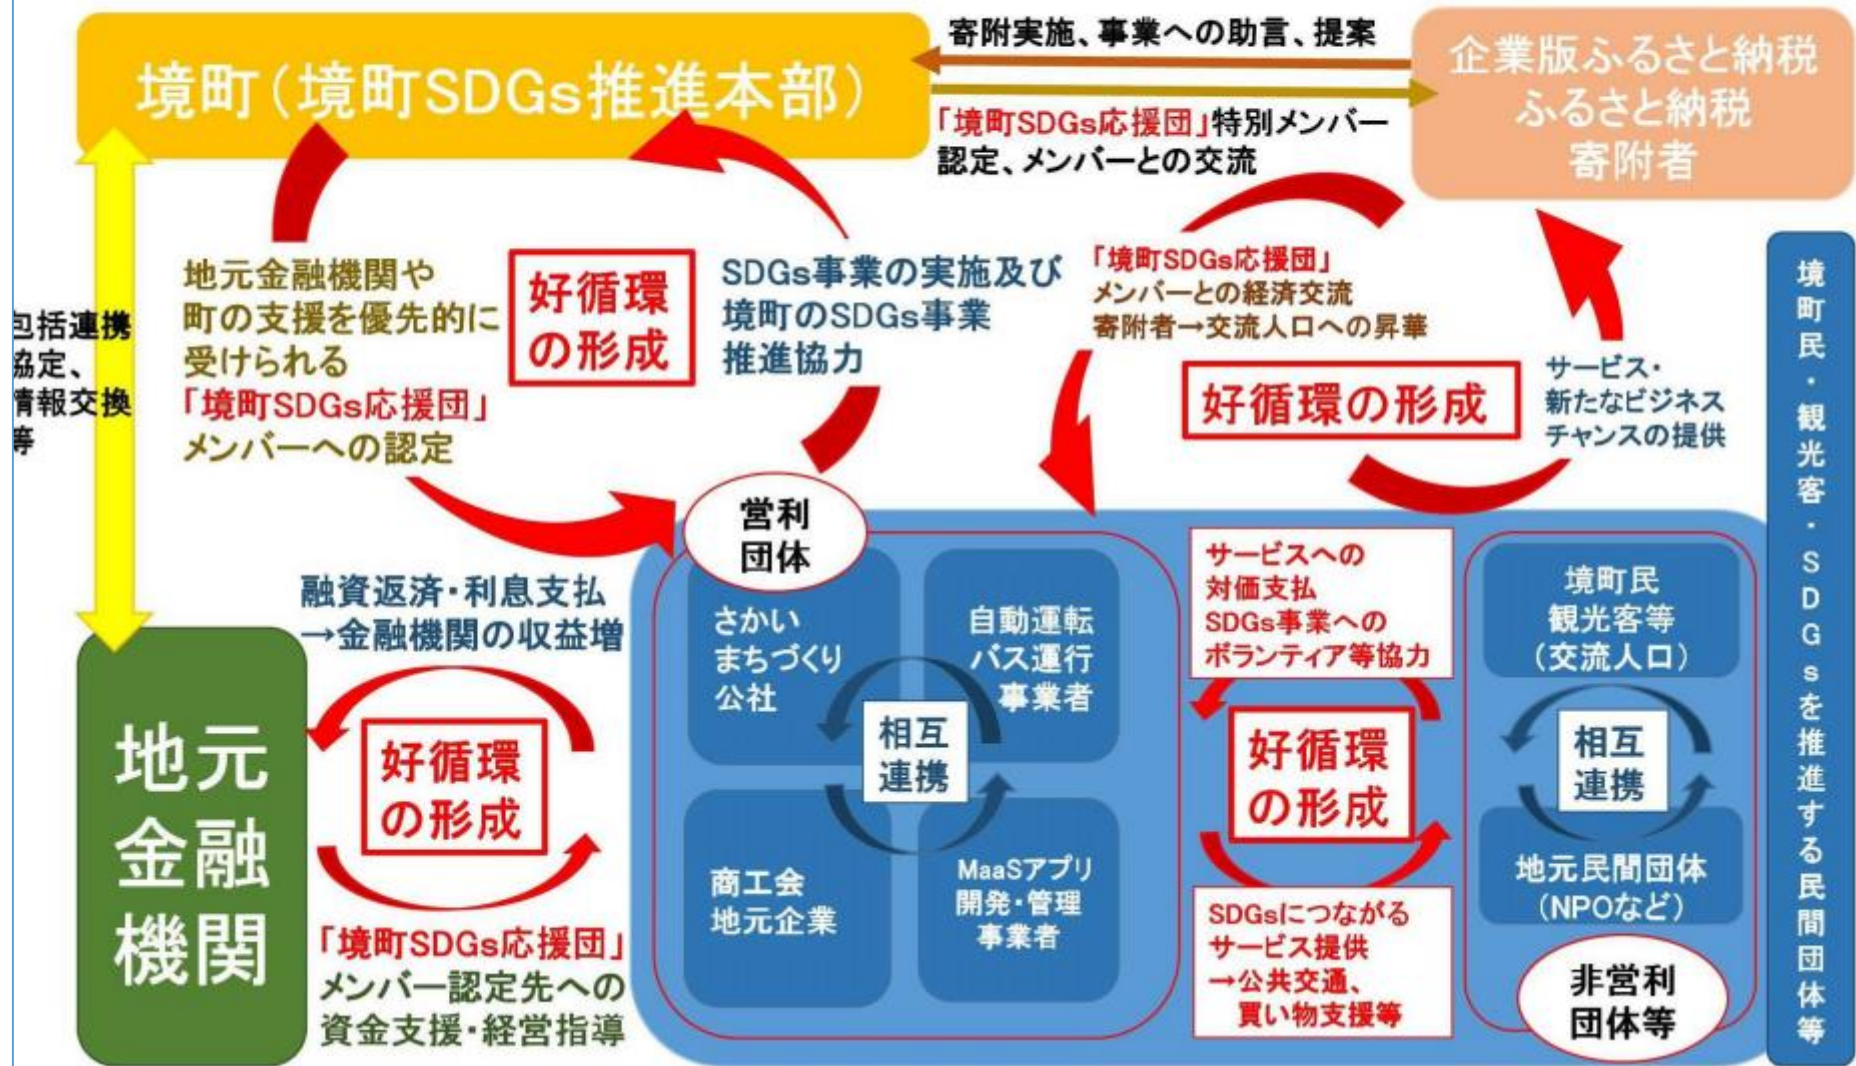 境町（境町SDGs推進本部）
寄附実施、事業への助言、提案
「境町SDGs応援団」特別メンバー
認定、メンバーとの交流
企業版ふるさと納税
ふるさと納税
寄附者
包括連携
協定、
情報交換
等
地元金融機関や
町の支援を優先的に
受けられる
「境町SDGs応援団」
メンバーへの認定
好循環
の形成
SDGs事業の実施及び
境町のSDGs事業
推進協力
「境町SDGs応援団」
メンバーとの経済交流
寄附者→交流人口への昇華
好循環の形成
サービス・
新たなビジネス
チャンスの提供
境町民・観光客・SDGsを推進する民間団体等
地元
金融
機関
融資返済・利息支払
→金融機関の収益増
好循環
の形成
「境町SDGs応援団」
メンバー認定先への
資金支援・経営指導
営利
団体
さかい
まちづくり
公社
自動運転
バス運行
事業者
相互
連携
商工会
地元企業
MaaSアプリ
開発・管理
事業者
サービスへの
対価支払
SDGs事業への
ボランティア等協力
好循環
の形成
SDGsにつながる
サービス提供
→公共交通、
買い物支援等
境町民
観光客等
（交流人口）
相互
連携
地元民間団体
（NPOなど）
非営利
団体等